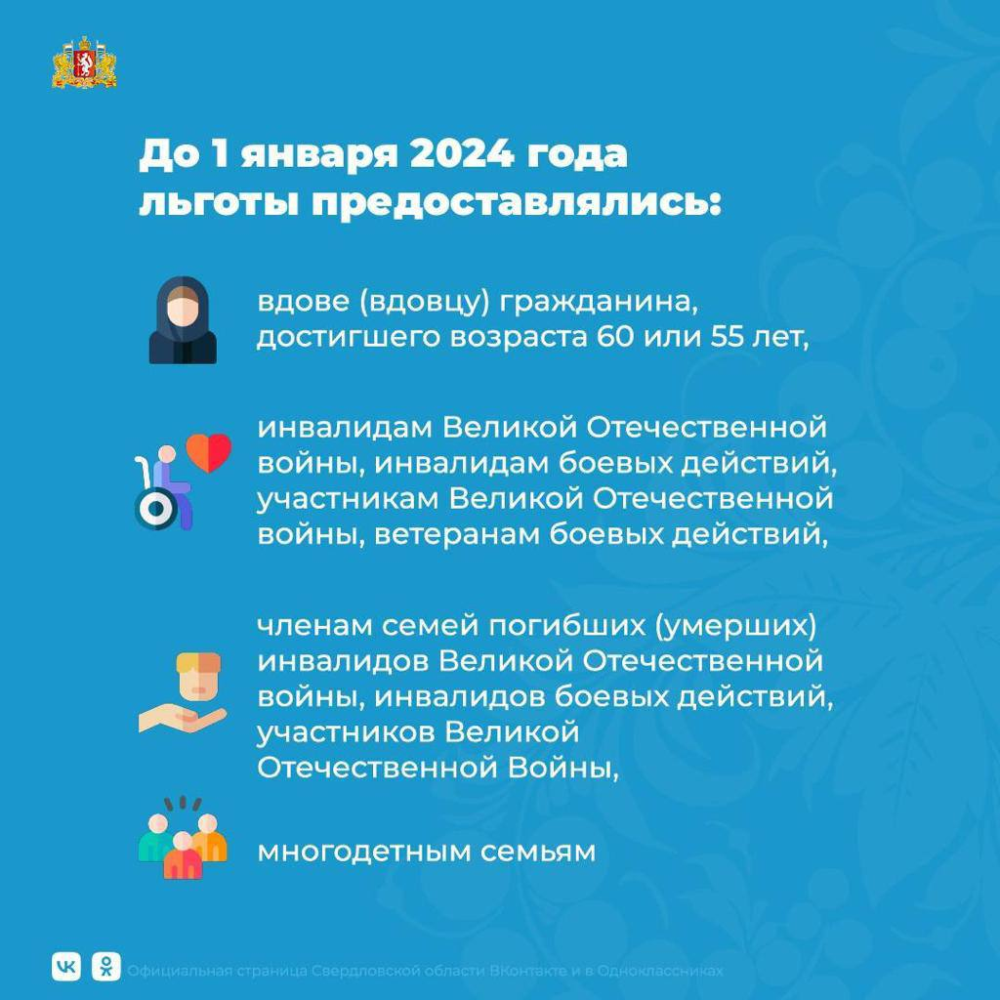 До 1 января 2024 года
льготы предоставлялись:
вдове (вдовцу) гражданина,
достигшего возраста 60 или 55 лет,
инвалидам Великой Отечественной
войны, инвалидам боевых действий,
участникам Великой Отечественной
войны, ветеранам боевых действий,
членам семей погибших (умерших)
инвалидов Великой Отечественной
войны, инвалидов боевых действий,
участников Великой
Отечественной Войны,
многодетным семьям
Официальная страница Свердловской области ВКонтакте и в Одноклассниках